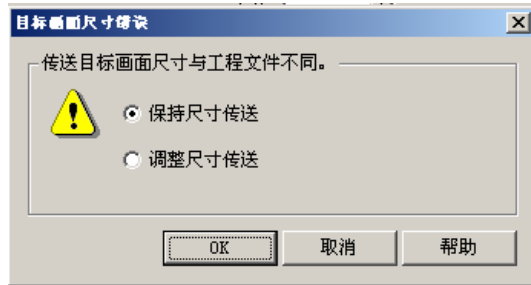 目标画面尺寸错误
传送目标画面尺寸与工程文件不同。
保持尺寸传送
调整尺寸传送
OK
取消
帮助